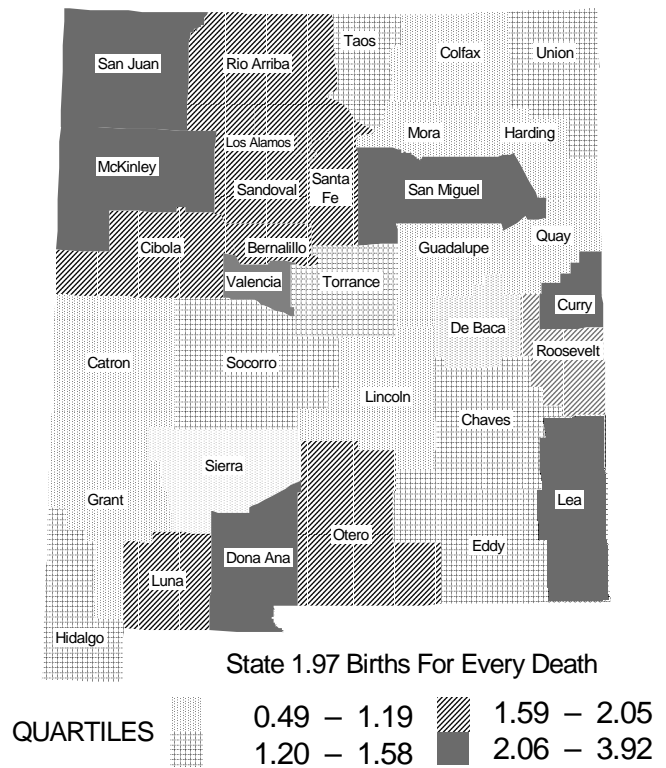 Taos
Colfax
Union
San Juan
Rio Arriba
Mora
Harding
Los Alamos
McKinley
Sandoval
Santa
Fe
San Miguel
Quay
Cibola
Bernalillo
Guadalupe
Valencia
Torrance
Curry
De Baca
Roosevelt
Catron
Socorro
Lincoln
Chaves
Sierra
Grant
Lea
Otero
Eddy
Dona Ana
Luna
Hidalgo
State 1.97 Births For Every Death
QUARTILES
0.49 – 1.19
1.59 – 2.05
1.20 – 1.58
2.06 – 3.92